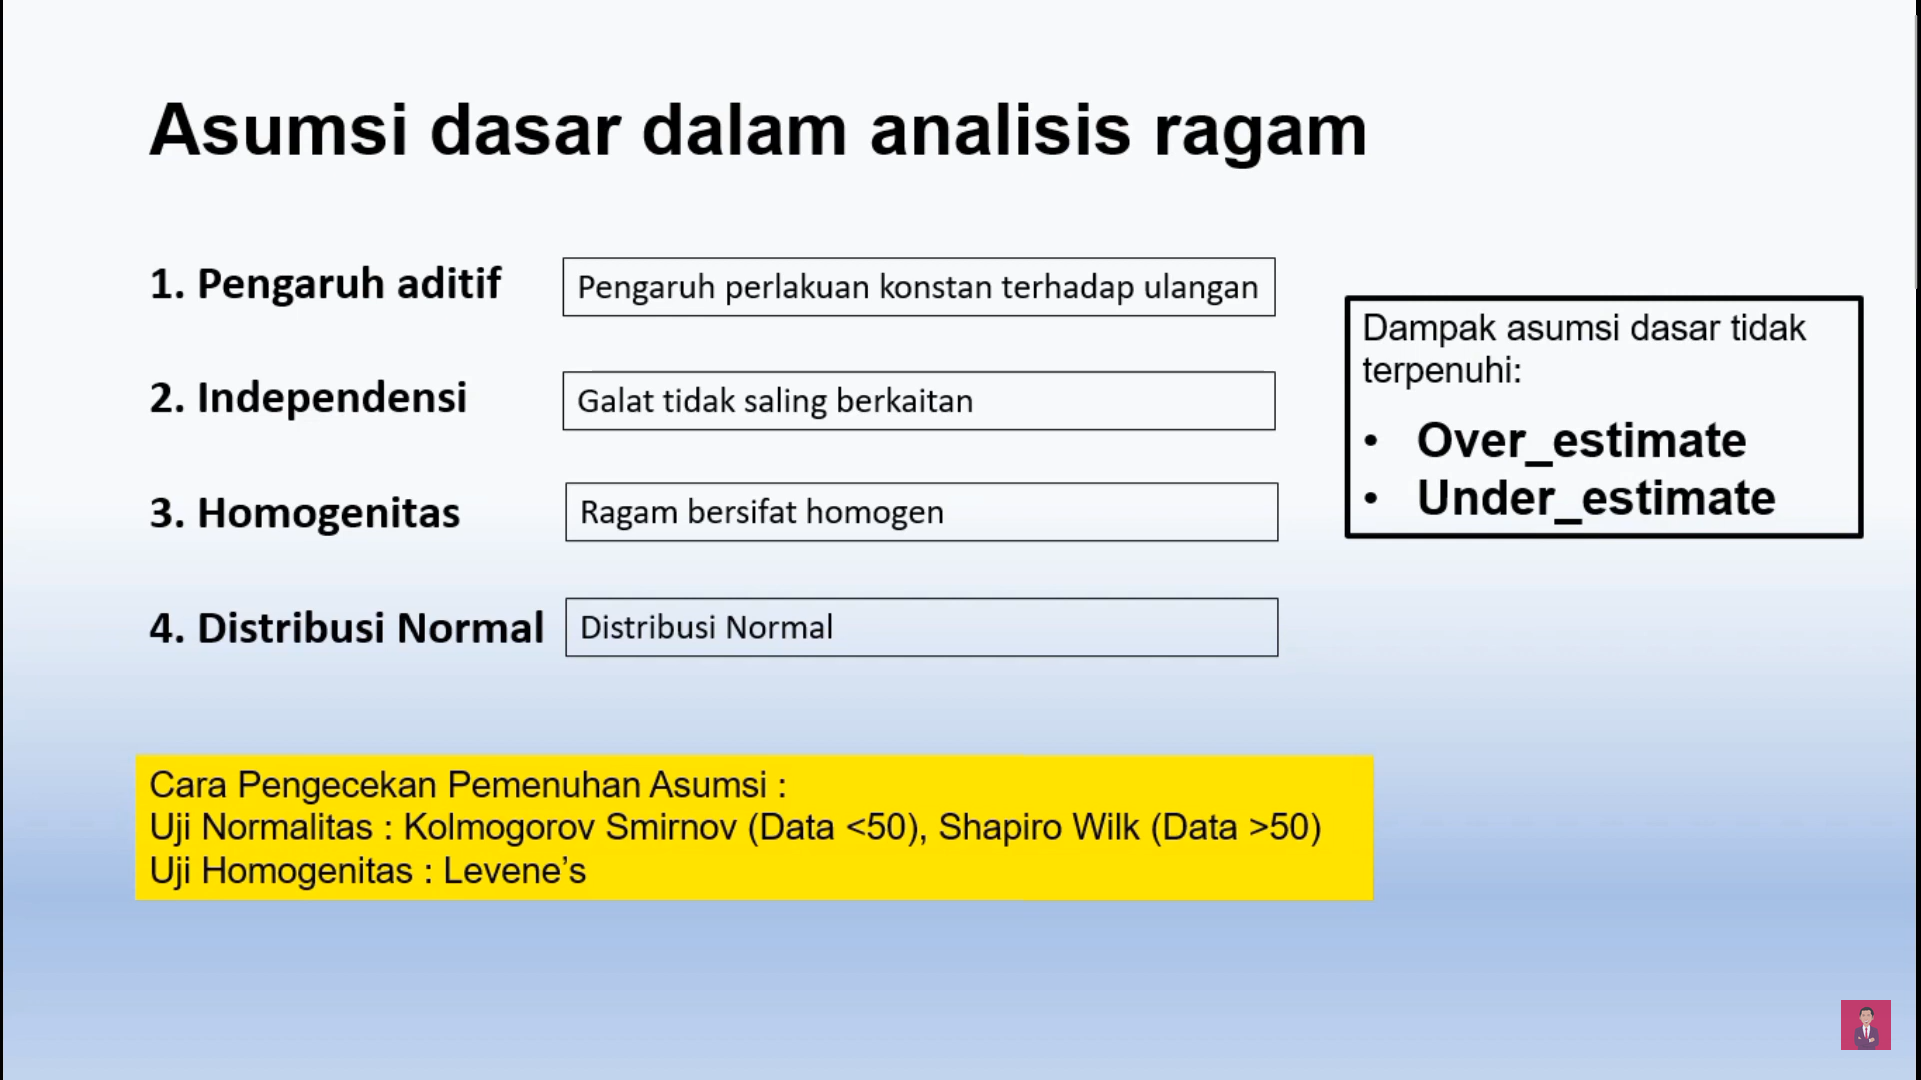 Asumsi dasar dalam analisis ragam
1. Pengaruh aditif
Pengaruh perlakuan konstan terhadap ulangan
2. Independensi
Galat tidak saling berkaitan
3. Homogenitas
Ragam bersifat homogen
4. Distribusi Normal
Distribusi Normal
Dampak asumsi dasar tidak
terpenuhi:
• Over_estimate
• Under_estimate
Cara Pengecekan Pemenuhan Asumsi :
Uji Normalitas : Kolmogorov Smirnov (Data <50), Shapiro Wilk (Data >50)
Uji Homogenitas : Levene’s